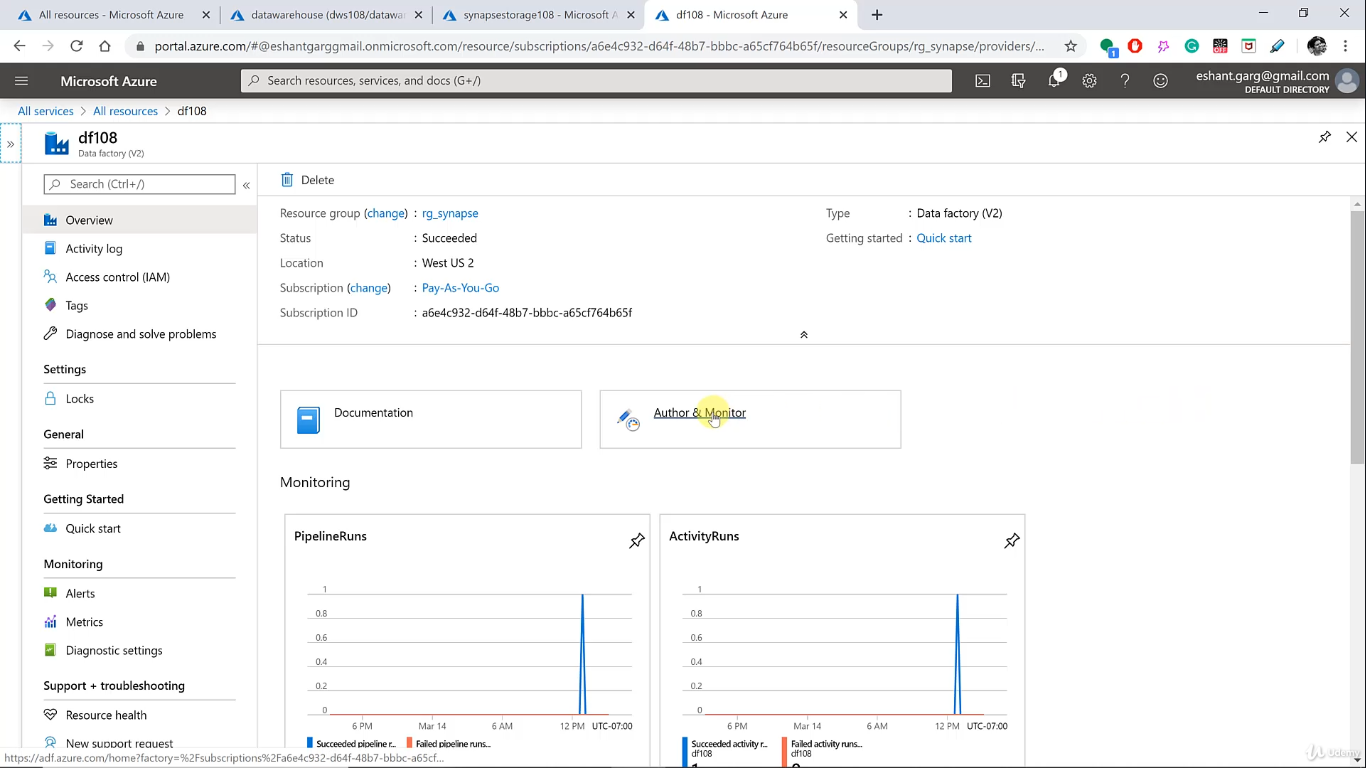 All resources - Microsoft Azure
datawarehouse (dws108/datawa
synapsestorage108 - Microsoft A
df108 - Microsoft Azure
portal.azure.com/#@eshantgarggmail.onmicrosoft.com/resource/subscriptions/a6e4c932-d64f-48b7-bbbc-a65cf764b65f/resourceGroups/rg_synapse/providers/...
1
OFF
Microsoft Azure
Search resources, services, and docs (G+/)
1
eshant.garg@gmail.com
DEFAULT DIRECTORY
All services > All resources > df108
df108
Data factory (V2)
Search (Ctrl+/)
Overview
Activity log
Access control (IAM)
Tags
Diagnose and solve problems
Settings
Locks
General
Properties
Getting Started
Quick start
Monitoring
Alerts
Metrics
Diagnostic settings
Support + troubleshooting
Resource health
New support request
Delete
Resource group (change) : rg_synapse
Status : Succeeded
Location : West US 2
Subscription (change) : Pay-As-You-Go
Subscription ID : a6e4c932-d64f-48b7-bbbc-a65cf764b65f
Type : Data factory (V2)
Getting started : Quick start
Documentation
Author & Monitor
Monitoring
PipelineRuns
1
0.8
0.6
0.4
0.2
0
6 PM Mar 14 6 AM 12 PM UTC-07:00
Succeeded pipeline r... Failed pipeline runs...
ActivityRuns
1
0.8
0.6
0.4
0.2
0
6 PM Mar 14 6 AM 12 PM UTC-07:00
Succeeded activity r... Failed activity runs...
df108 df108
https://adf.azure.com/home?factory=%2Fsubscriptions%2Fa6e4c932-d64f-48b7-bbbc-a65cf...
Udemy